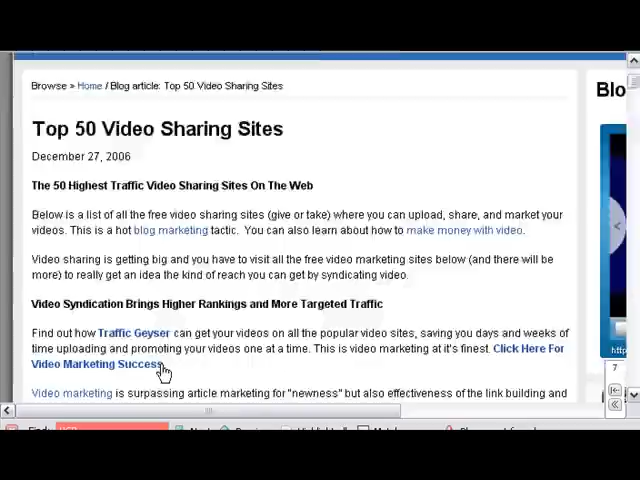 Browse » Home / Blog article: Top 50 Video Sharing Sites
Blo
Top 50 Video Sharing Sites
December 27, 2006
The 50 Highest Traffic Video Sharing Sites On The Web
Below is a list of all the free video sharing sites (give or take) where you can upload, share, and market your
videos. This is a hot blog marketing tactic. You can also learn about how to make money with video.
Video sharing is getting big and you have to visit all the free video marketing sites below (and there will be
more) to really get an idea the kind of reach you can get by syndicating video.
Video Syndication Brings Higher Rankings and More Targeted Traffic
Find out how Traffic Geyser can get your videos on all the popular video sites, saving you days and weeks of
time uploading and promoting your videos one at a time. This is video marketing at it's finest. Click Here For
Video Marketing Success
http
7
Video marketing is surpassing article marketing for "newness" but also effectiveness of the link building and